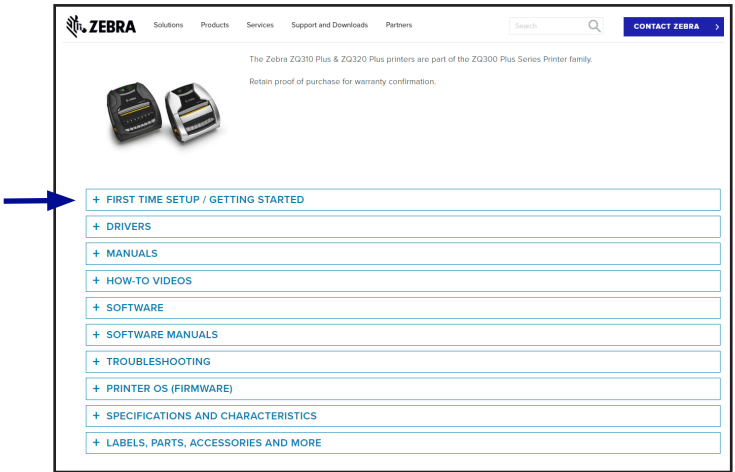 ZEBRA Solutions Products Services Support and Downloads Partners Search CONTACT ZEBRA >
The Zebra ZQ310 Plus & ZQ320 Plus printers are part of the ZQ300 Plus Series Printer family.
Retain proof of purchase for warranty confirmation.
+ FIRST TIME SETUP / GETTING STARTED
+ DRIVERS
+ MANUALS
+ HOW-TO VIDEOS
+ SOFTWARE
+ SOFTWARE MANUALS
+ TROUBLESHOOTING
+ PRINTER OS (FIRMWARE)
+ SPECIFICATIONS AND CHARACTERISTICS
+ LABELS, PARTS, ACCESSORIES AND MORE